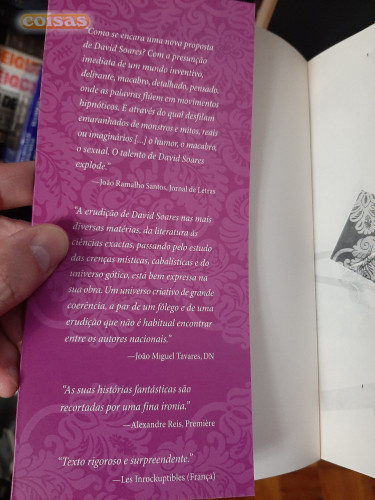 coisas
"Como se encara uma nova proposta
de David Soares? Com a presunção
imediata de um mundo inventivo,
delirante, macabro, detalhado, pensado,
onde as palavras flúem em movimentos
hipnóticos. E através do qual desfilam
emaranhados de monstros e mitos, reais
ou imaginários [...] o humor, o macabro,
o sexual. O talento de David Soares
explode."
—João Ramalho Santos, Jornal de Letras
"A erudição de David Soares nas mais
diversas matérias, da literatura às
ciências exactas, passando pelo estudo
das crenças místicas, cabalísticas e do
universo gótico, está bem expressa na
sua obra. Um universo criativo de grande
coerência, a par de um fôlego e de uma
erudição que não é habitual encontrar
entre os autores nacionais."
—João Miguel Tavares, DN
"As suas histórias fantásticas são
recortadas por uma fina ironia."
—Alexandre Reis, Première
"Texto rigoroso e surpreendente."
—Les Inrockuptibles (França)